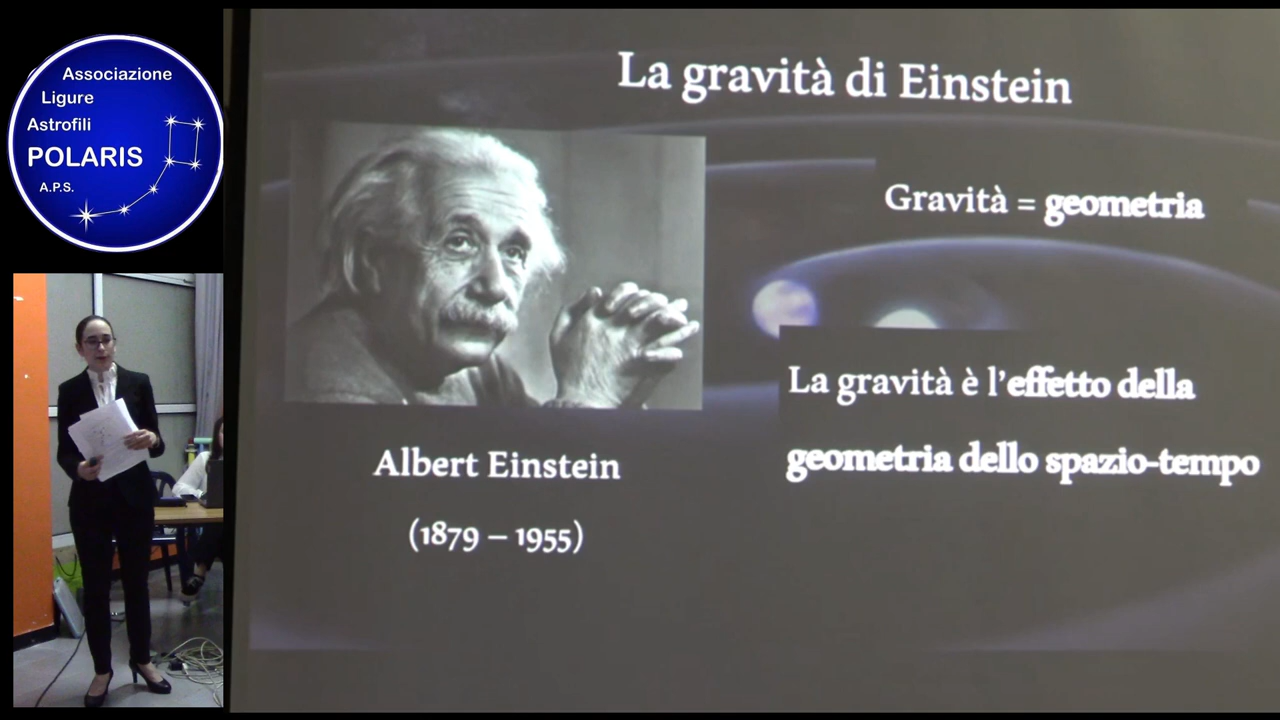 Associazione
Ligure
Astrofili
POLARIS
A.P.S.
La gravità di Einstein
Gravità = geometria
La gravità è l’effetto della
geometria dello spazio-tempo
Albert Einstein
(1879 – 1955)